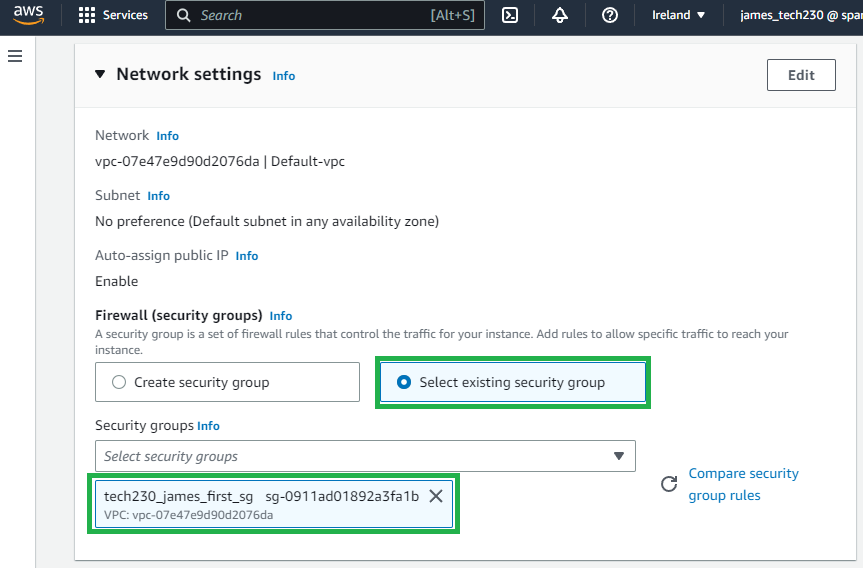 aws
Services
Search [Alt+S]
Ireland
james_tech230 @ spar
Network settings Info
Edit
Network Info
vpc-07e47e9d90d2076da | Default-vpc
Subnet Info
No preference (Default subnet in any availability zone)
Auto-assign public IP Info
Enable
Firewall (security groups) Info
A security group is a set of firewall rules that control the traffic for your instance. Add rules to allow specific traffic to reach your
instance.
Create security group
Select existing security group
Security groups Info
Select security groups
Compare security
group rules
tech230_james_first_sg sg-0911ad01892a3fa1b
VPC: vpc-07e47e9d90d2076da